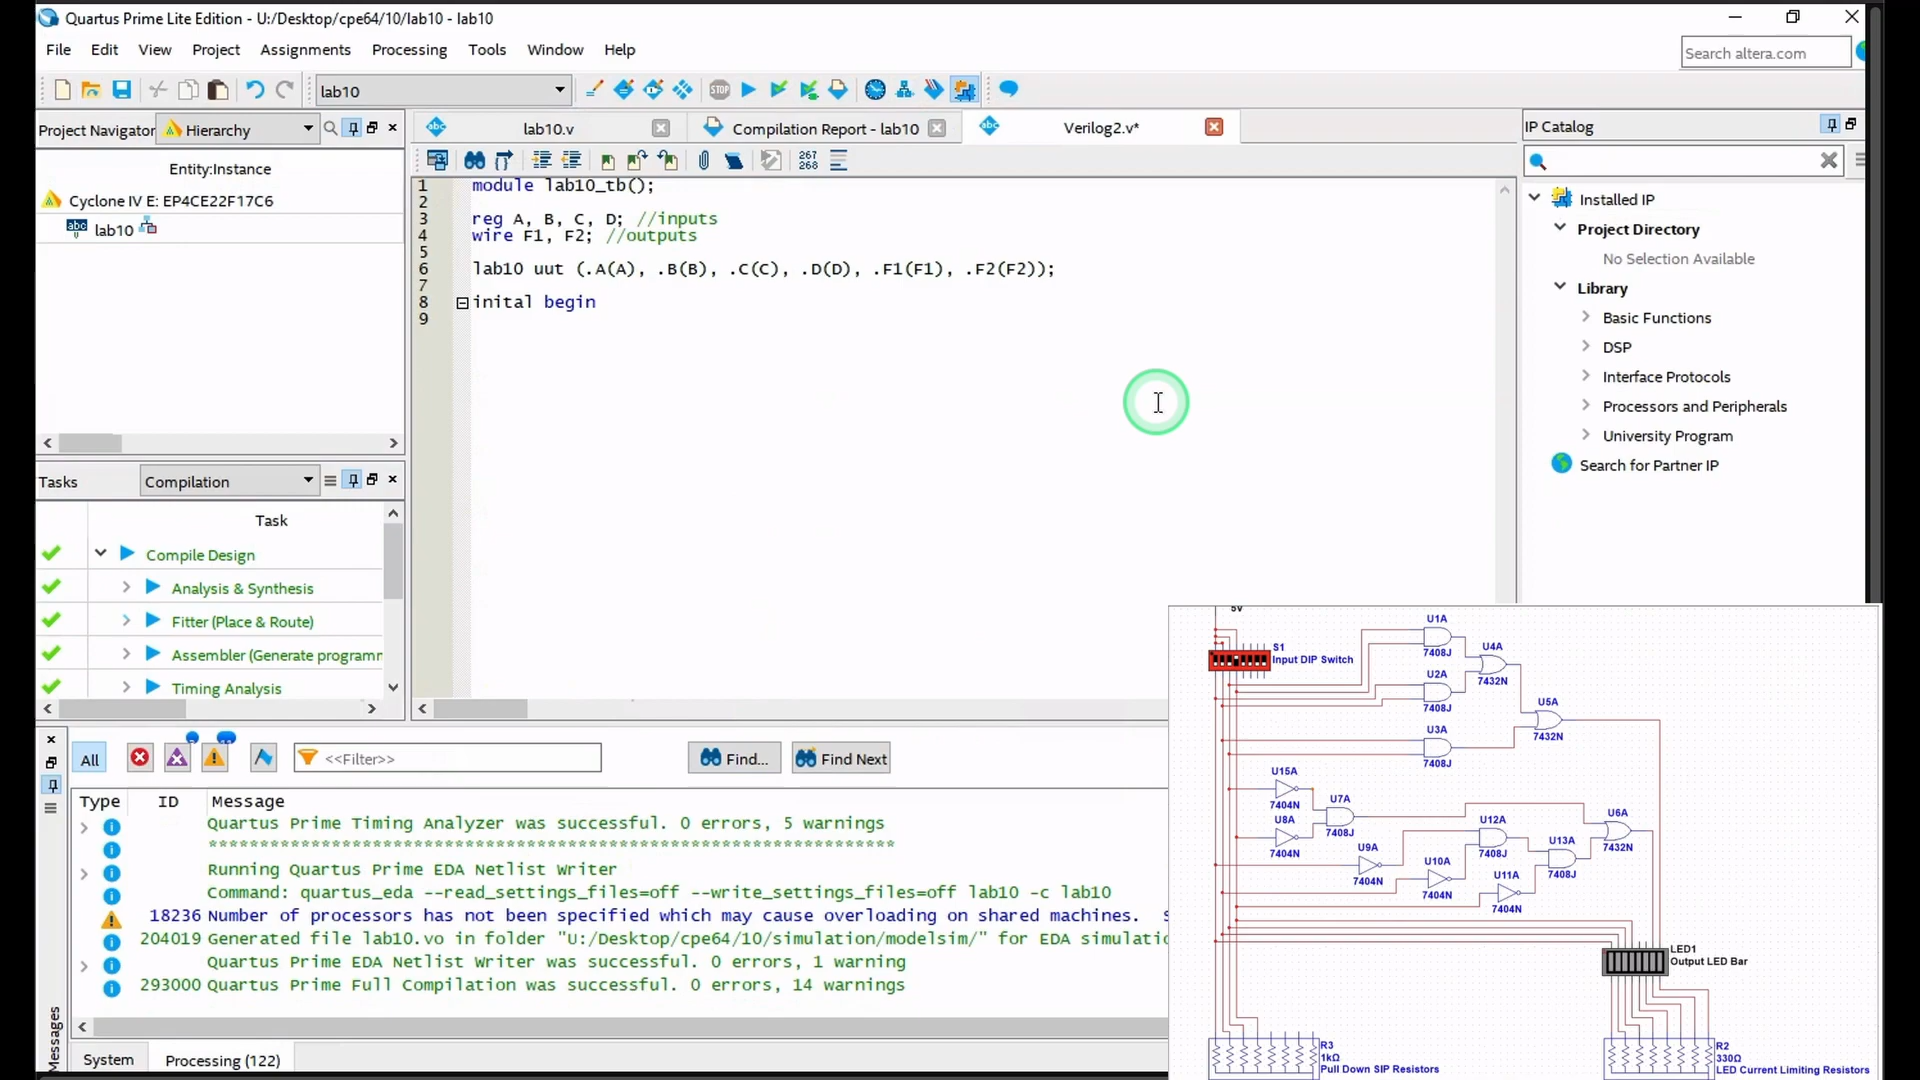 Quartus Prime Lite Edition - U:/Desktop/cpe64/10/lab10 - lab10
File Edit View Project Assignments Processing Tools Window Help
Search altera.com
lab10
Project Navigator Hierarchy
Entity:Instance
Cyclone IV E: EP4CE22F17C6
lab10
Tasks Compilation
Task
Compile Design
Analysis & Synthesis
Fitter (Place & Route)
Assembler (Generate programm
Timing Analysis
lab10.v Compilation Report - lab10 Verilog2.v*
267
268
1 module lab10_tb();
2
3 reg A, B, C, D; //inputs
4 wire F1, F2; //outputs
5
6 lab10 uut (.A(A), .B(B), .C(C), .D(D), .F1(F1), .F2(F2));
7
8 inital begin
9
IP Catalog
Installed IP
Project Directory
No Selection Available
Library
Basic Functions
DSP
Interface Protocols
Processors and Peripherals
University Program
Search for Partner IP
All <<Filter>> Find... Find Next
Type ID Message
Quartus Prime Timing Analyzer was successful. 0 errors, 5 warnings
*******************************************************************
Running Quartus Prime EDA Netlist Writer
Command: quartus_eda --read_settings_files=off --write_settings_files=off lab10 -c lab10
18236 Number of processors has not been specified which may cause overloading on shared machines. S
204019 Generated file lab10.vo in folder "U:/Desktop/cpe64/10/simulation/modelsim/" for EDA simulatio
Quartus Prime EDA Netlist Writer was successful. 0 errors, 1 warning
293000 Quartus Prime Full Compilation was successful. 0 errors, 14 warnings
Messages
System Processing (122)
5V
S1
Input DIP Switch
U1A
7408J
U4A
7432N
U2A
7408J
U5A
7432N
U3A
7408J
U15A
7404N
U7A
7408J
U8A
7404N
U12A
7408J
U6A
7432N
U9A
7404N
U13A
7408J
U10A
7404N
U11A
7404N
LED1
Output LED Bar
R3
1kΩ
Pull Down SIP Resistors
R2
330Ω
LED Current Limiting Resistors